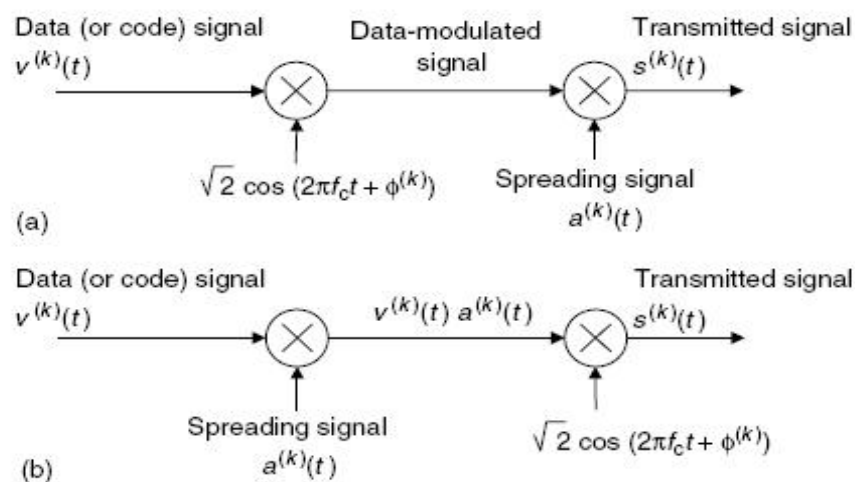 Data (or code) signal
v⁽ᵏ⁾(t)
Data-modulated
signal
Transmitted signal
s⁽ᵏ⁾(t)
√2 cos (2πf_c t + ϕ⁽ᵏ⁾)
Spreading signal
a⁽ᵏ⁾(t)
(a)
Data (or code) signal
v⁽ᵏ⁾(t)
v⁽ᵏ⁾(t) a⁽ᵏ⁾(t)
Transmitted signal
s⁽ᵏ⁾(t)
Spreading signal
a⁽ᵏ⁾(t)
√2 cos (2πf_c t + ϕ⁽ᵏ⁾)
(b)